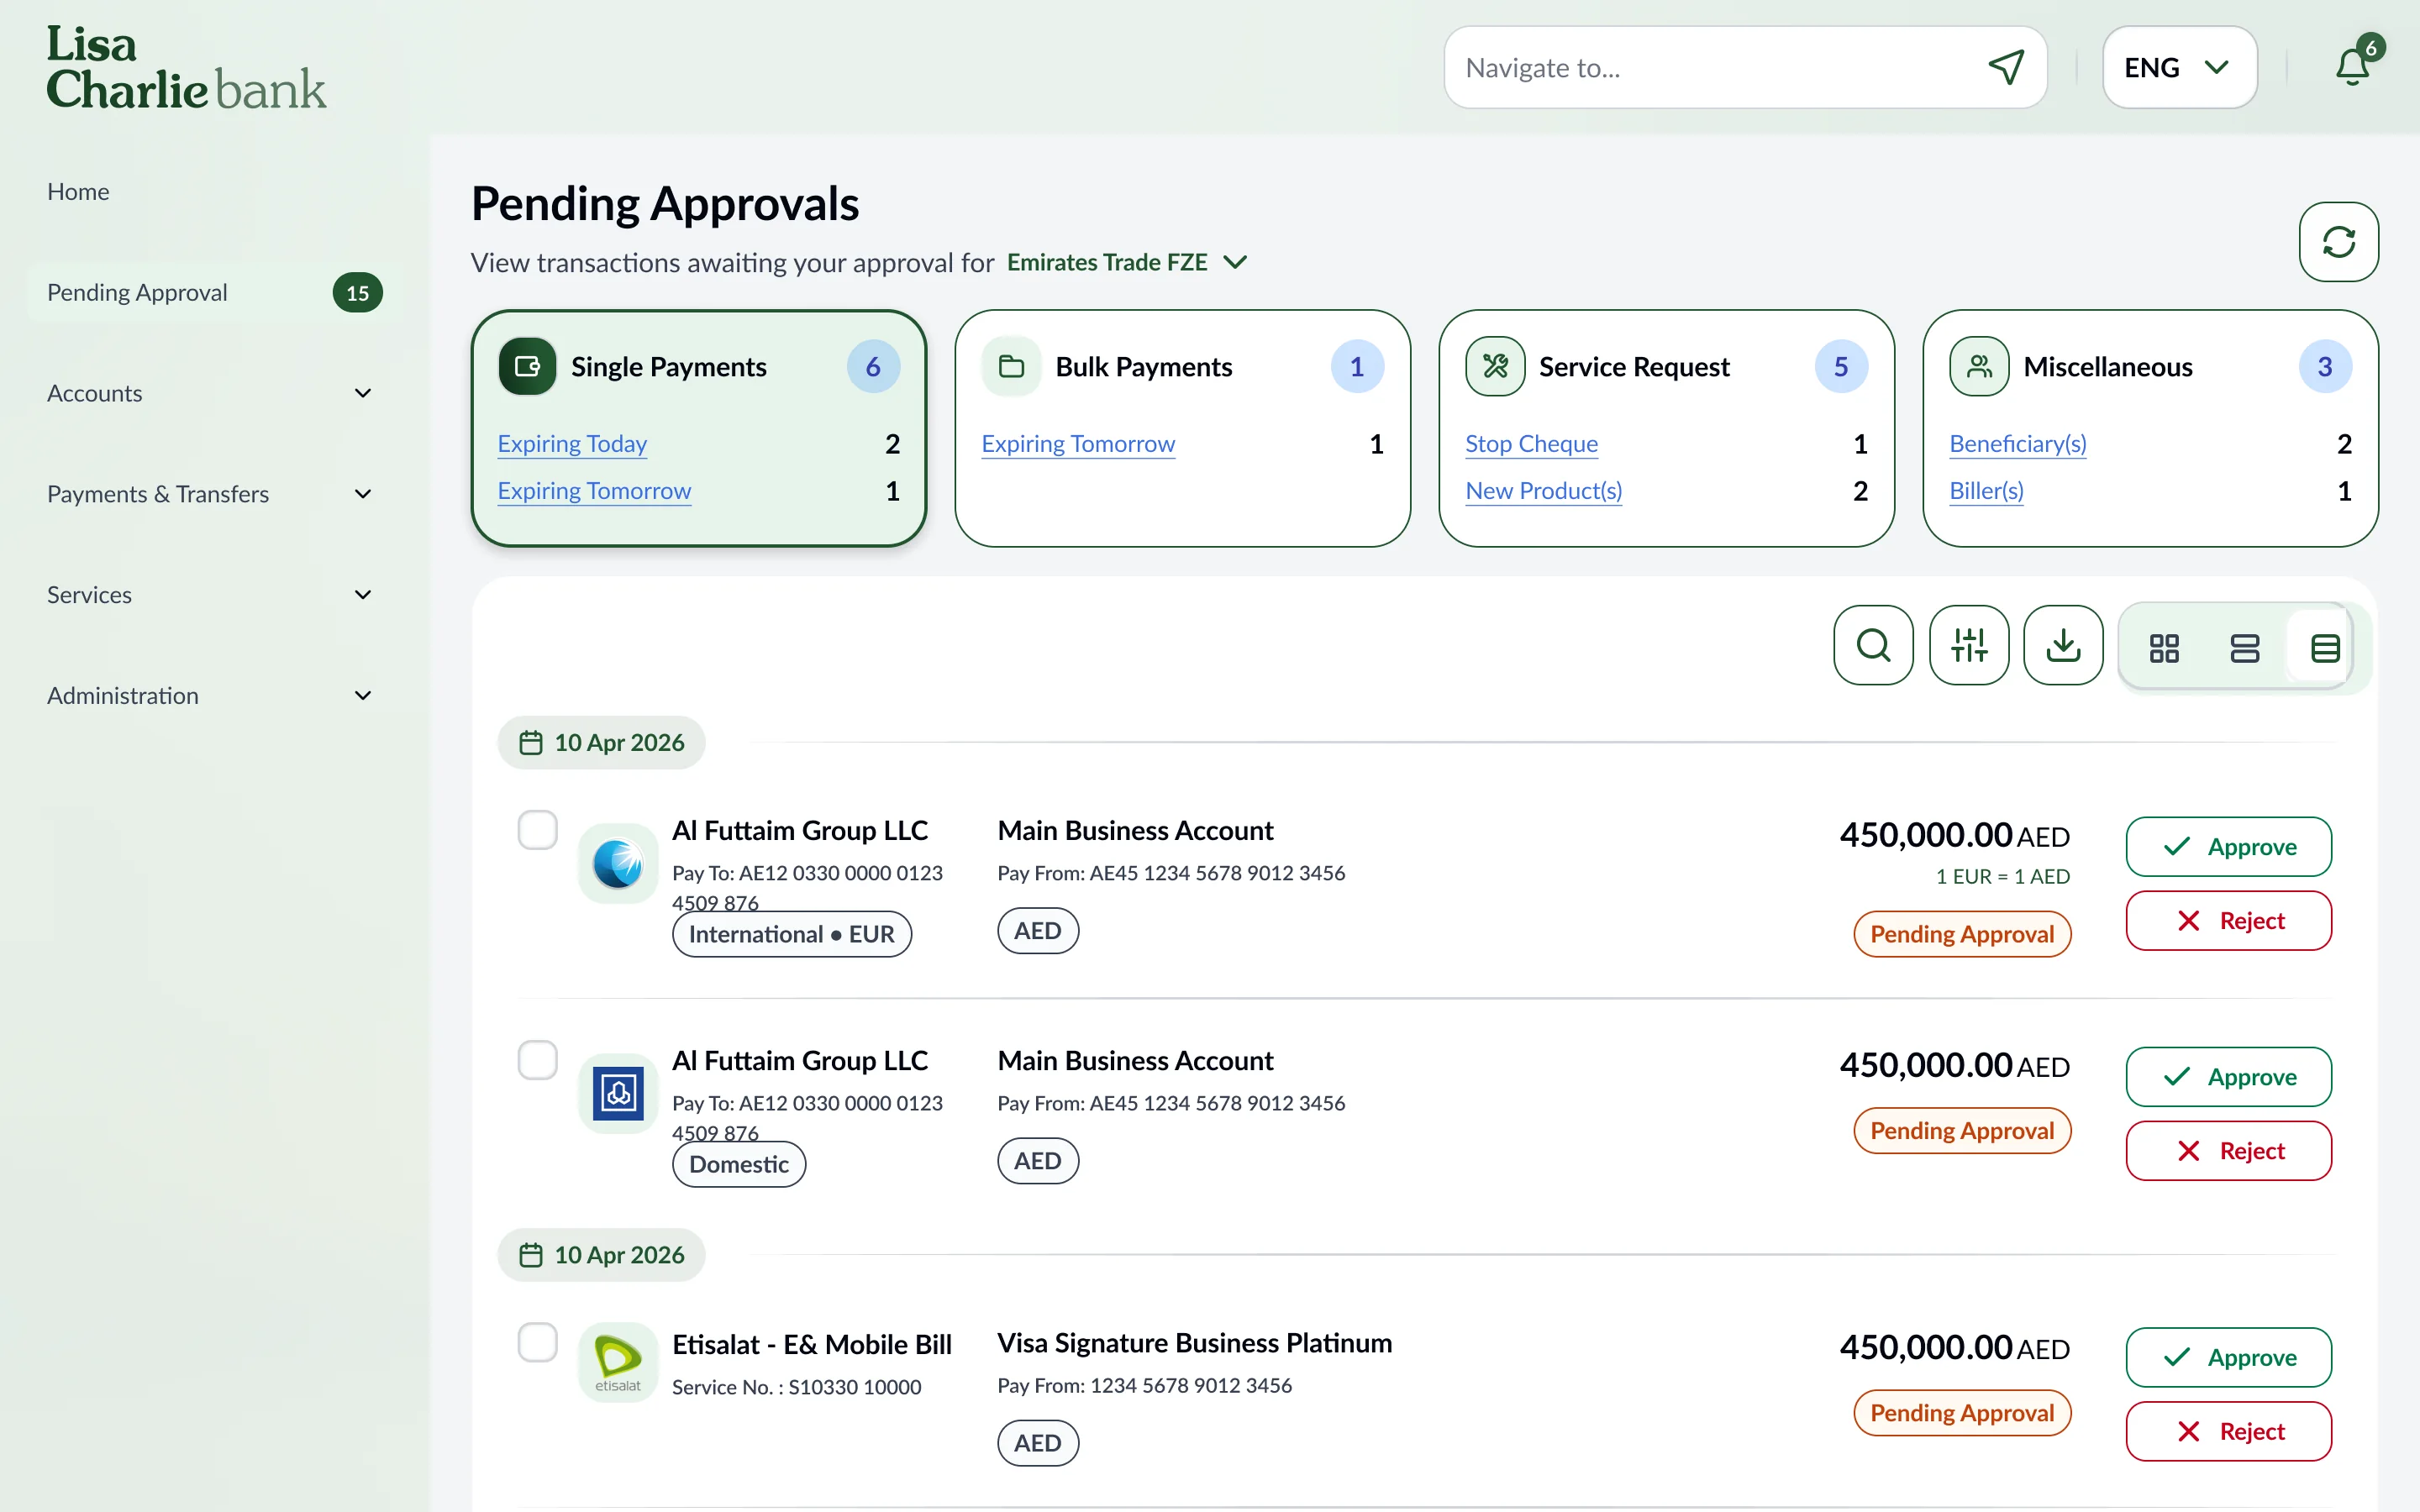 Lisa
Charlie bank
Navigate to...
ENG
6
Home
Pending Approval 15
Accounts
Payments & Transfers
Services
Administration
Pending Approvals
View transactions awaiting your approval for Emirates Trade FZE
Single Payments 6
Expiring Today 2
Expiring Tomorrow 1
Bulk Payments 1
Expiring Tomorrow 1
Service Request 5
Stop Cheque 1
New Product(s) 2
Miscellaneous 3
Beneficiary(s) 2
Biller(s) 1
10 Apr 2026
Al Futtaim Group LLC
Pay To: AE12 0330 0000 0123
4509 876
International • EUR
Main Business Account
Pay From: AE45 1234 5678 9012 3456
AED
450,000.00 AED
1 EUR = 1 AED
Pending Approval
Approve
Reject
Al Futtaim Group LLC
Pay To: AE12 0330 0000 0123
4509 876
Domestic
Main Business Account
Pay From: AE45 1234 5678 9012 3456
AED
450,000.00 AED
Pending Approval
Approve
Reject
10 Apr 2026
etisalat
Etisalat - E& Mobile Bill
Service No. : S10330 10000
Visa Signature Business Platinum
Pay From: 1234 5678 9012 3456
AED
450,000.00 AED
Pending Approval
Approve
Reject